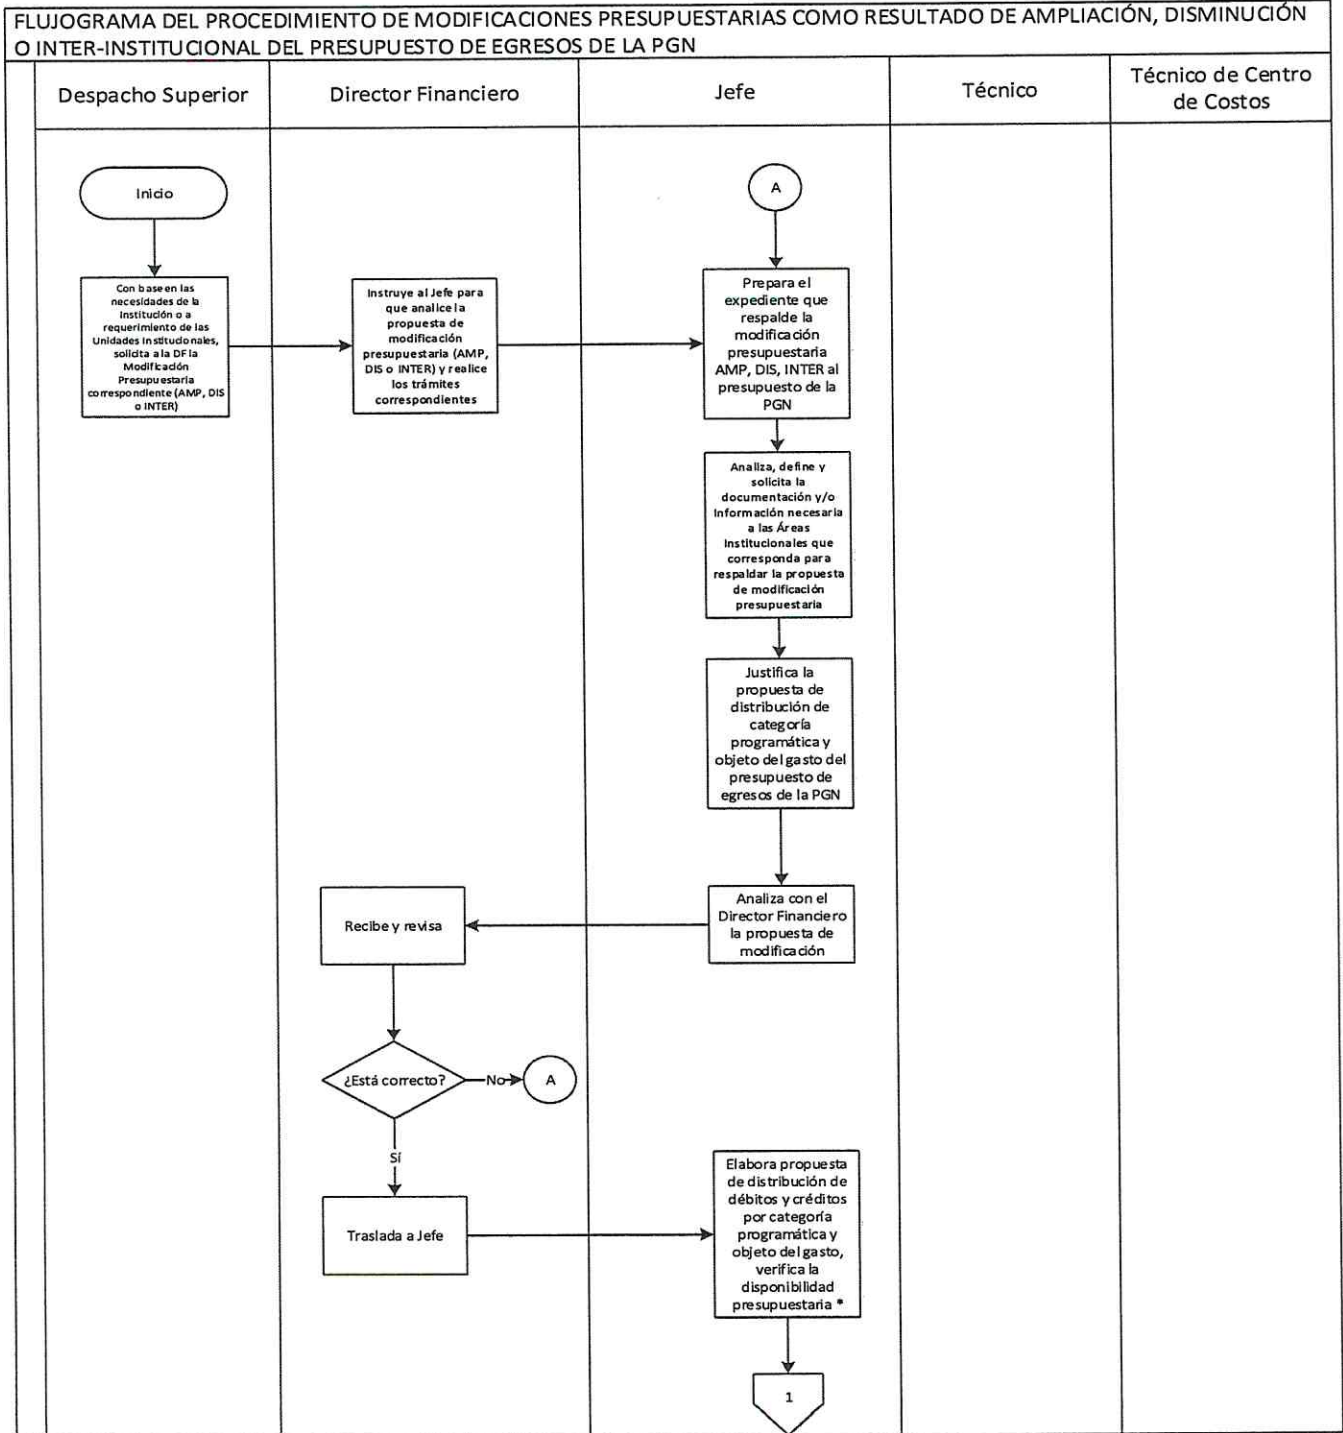 FLUJOGRAMA DEL PROCEDIMIENTO DE MODIFICACIONES PRESUPUESTARIAS COMO RESULTADO DE AMPLIACIÓN, DISMINUCIÓN
O INTER-INSTITUCIONAL DEL PRESUPUESTO DE EGRESOS DE LA PGN
Despacho Superior
Director Financiero
Jefe
Técnico
Técnico de Centro
de Costos
Inicio
A
Con base en las
necesidades de la
Institución o a
requerimiento de las
Unidades Institucionales,
solicita a la DF la
Modificación
Presupuestaria
correspondiente (AMP, DIS
o INTER)
Instruye al Jefe para
que analice la
propuesta de
modificación
presupuestaria (AMP,
DIS o INTER) y realice
los trámites
correspondientes
Prepara el
expediente que
respalde la
modificación
presupuestaria
AMP, DIS, INTER al
presupuesto de la
PGN
Analiza, define y
solicita la
documentación y/o
información necesaria
a las Áreas
Institucionales que
corresponda para
respaldar la propuesta
de modificación
presupuestaria
Justifica la
propuesta de
distribución de
categoría
programática y
objeto del gasto del
presupuesto de
egresos de la PGN
Analiza con el
Director Financiero
la propuesta de
modificación
Recibe y revisa
¿Está correcto?
No
A
Sí
Traslada a Jefe
Elabora propuesta
de distribución de
débitos y créditos
por categoría
programática y
objeto del gasto,
verifica la
disponibilidad
presupuestaria *
1